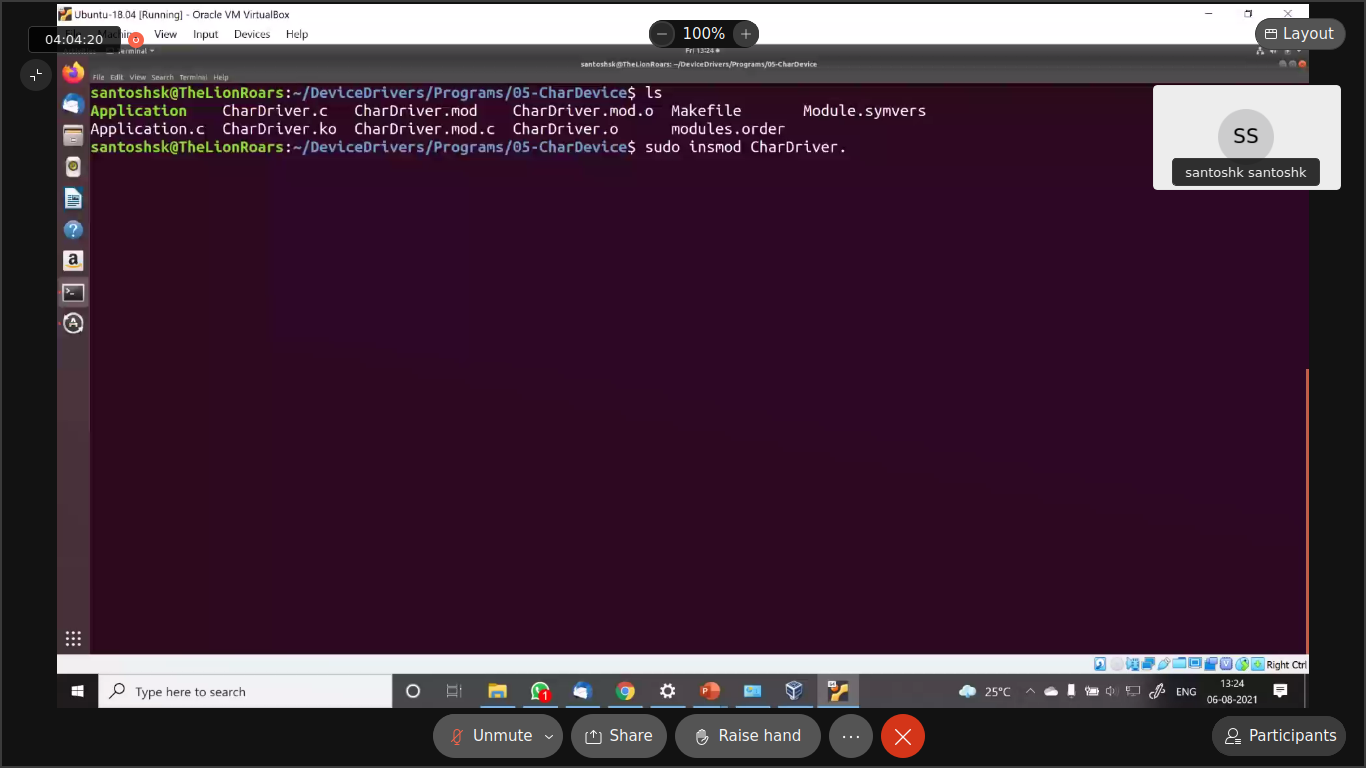 Ubuntu-18.04 [Running] - Oracle VM VirtualBox
04:04:20
View Input Devices Help
100%
Layout
Fri 13:24
santoshsk@TheLionRoars: ~/DeviceDrivers/Programs/05-CharDevice
File Edit View Search Terminal Help
santoshsk@TheLionRoars:~/DeviceDrivers/Programs/05-CharDevice$ ls
Application CharDriver.c CharDriver.mod CharDriver.mod.o Makefile Module.symvers
Application.c CharDriver.ko CharDriver.mod.c CharDriver.o modules.order
santoshsk@TheLionRoars:~/DeviceDrivers/Programs/05-CharDevice$ sudo insmod CharDriver.
SS
santoshk santoshk
Right Ctrl
Type here to search
1
25°C
ENG
13:24
06-08-2021
Unmute
Share
Raise hand
Participants